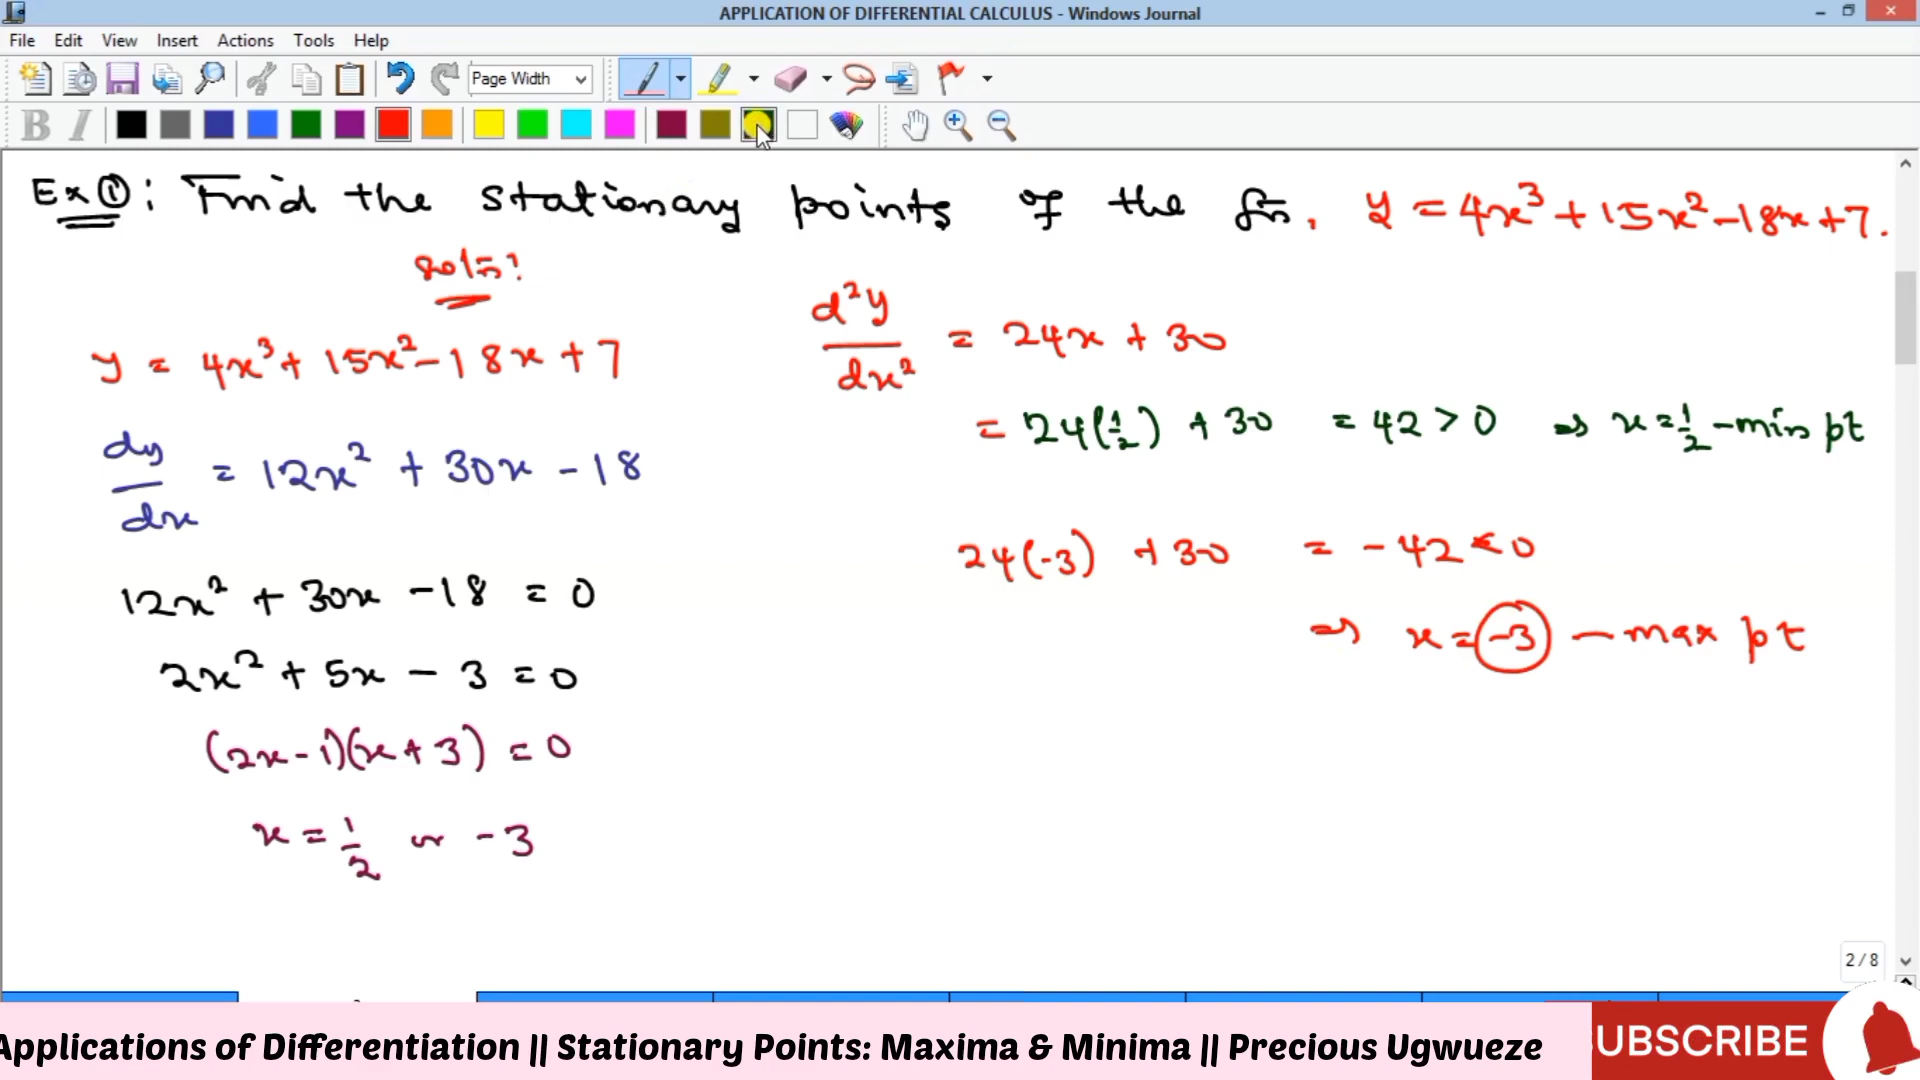 APPLICATION OF DIFFERENTIAL CALCULUS - Windows Journal
File Edit View Insert Actions Tools Help
Page Width
B I
Ex ①: Find the stationary points of the fn. y = 4x³ + 15x² - 18x + 7.
soln:
y = 4x³ + 15x² - 18x + 7
dy/dx = 12x² + 30x - 18
12x² + 30x - 18 = 0
2x² + 5x - 3 = 0
(2x - 1)(x + 3) = 0
x = 1/2 or -3
d²y/dx² = 24x + 30
= 24(1/2) + 30 = 42 > 0 ⇒ x = 1/2 - min pt
24(-3) + 30 = -42 < 0
⇒ x = -3 - max pt
2 / 8
Applications of Differentiation || Stationary Points: Maxima & Minima || Precious Ugwueze
SUBSCRIBE